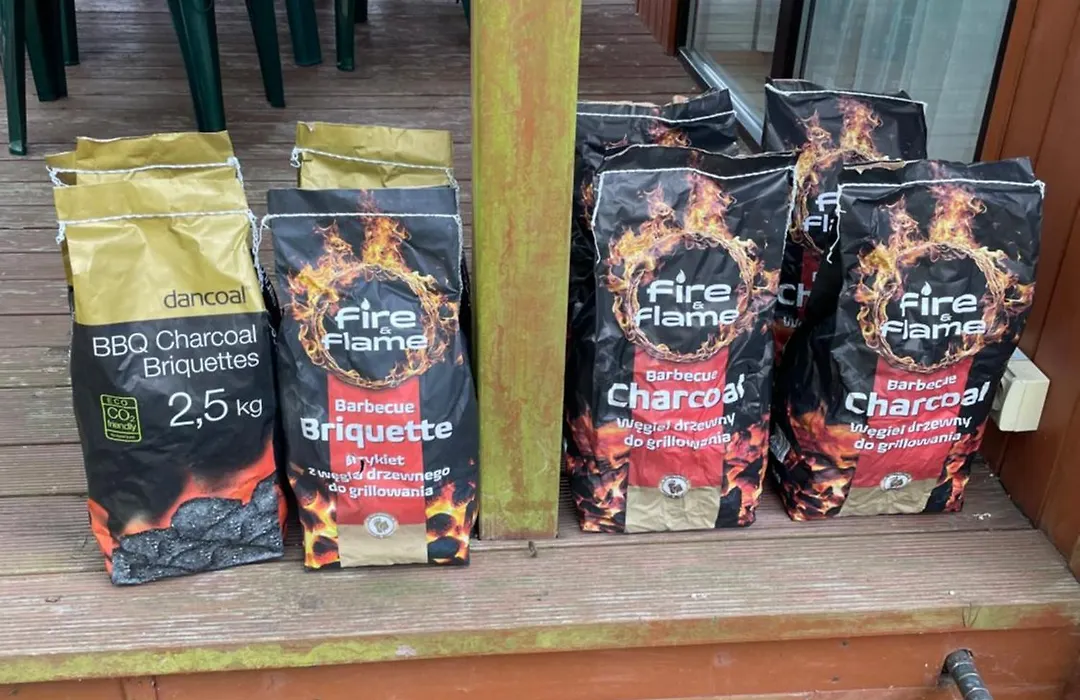 dancoal
BBQ Charcoal
Briquettes
ECO
CO₂
friendly
2,5 kg
fire
&
flame
Barbecue
Briquette
Brykiet
z węgla drzewnego
do grillowania
fire
&
flame
Barbecue
Charcoal
Węgiel drzewny
do grillowania
fire
&
flame
Barbecue
Charcoal
Węgiel drzewny
do grillowania